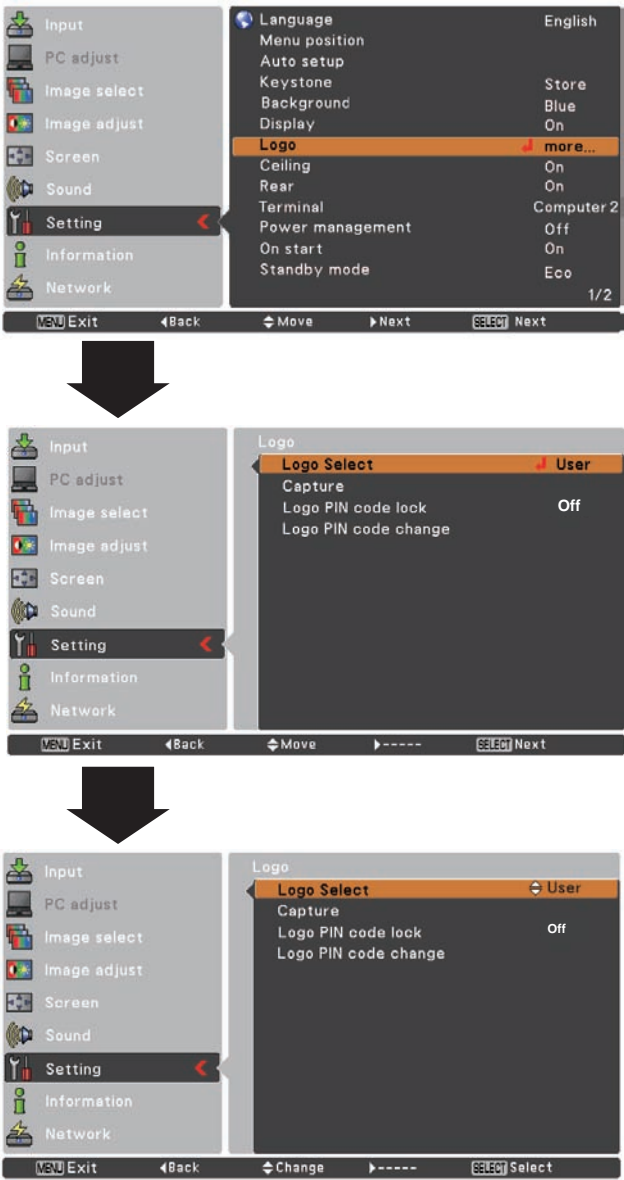 Input
PC adjust
Image select
Image adjust
Screen
Sound
Setting
Information
Network
Language English
Menu position
Auto setup
Keystone Store
Background Blue
Display On
Logo more...
Ceiling On
Rear On
Terminal Computer 2
Power management Off
On start On
Standby mode Eco
1/2
MENU Exit Back Move Next SELECT Next
Input
PC adjust
Image select
Image adjust
Screen
Sound
Setting
Information
Network
Logo
Logo Select User
Capture
Logo PIN code lock Off
Logo PIN code change
MENU Exit Back Move ----- SELECT Next
Input
PC adjust
Image select
Image adjust
Screen
Sound
Setting
Information
Network
Logo
Logo Select User
Capture
Logo PIN code lock Off
Logo PIN code change
MENU Exit Back Change ----- SELECT Select